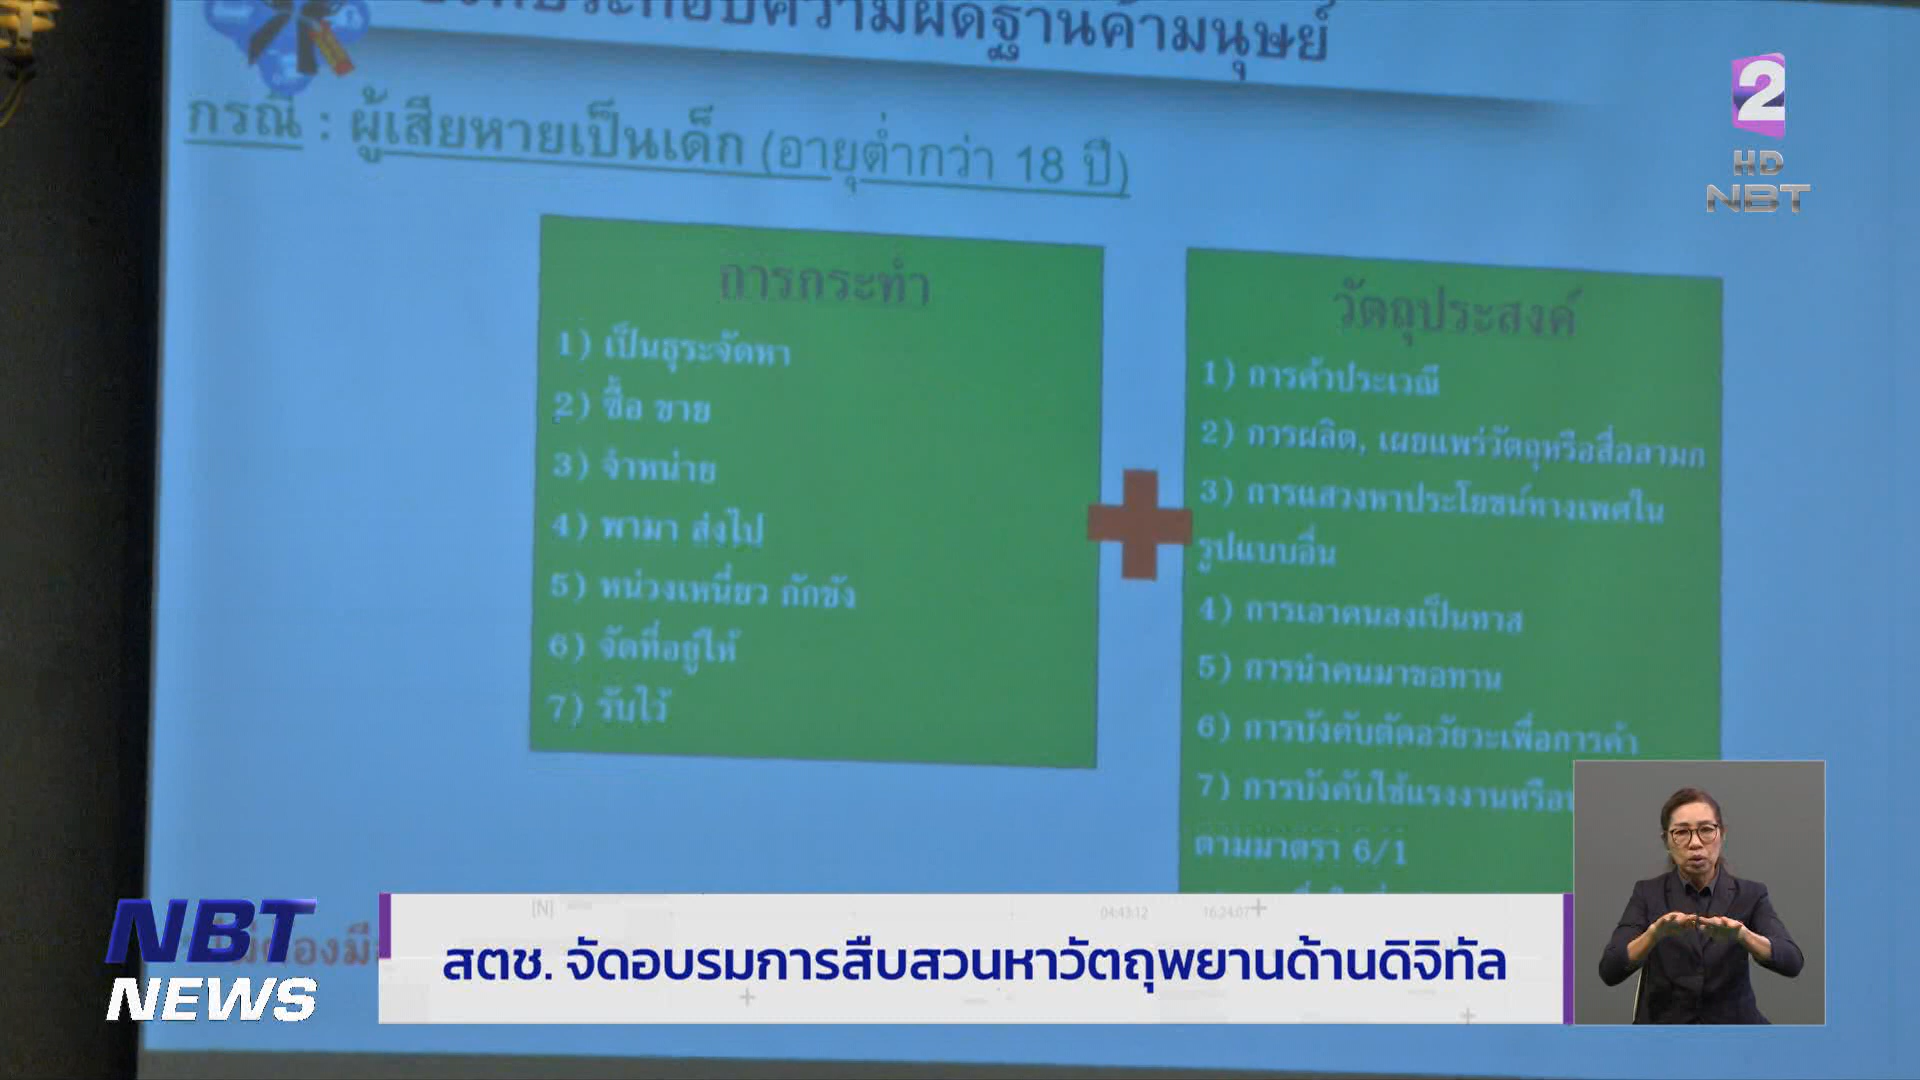 องค์ประกอบความผิดฐานค้ามนุษย์
กรณี : ผู้เสียหายเป็นเด็ก (อายุต่ำกว่า 18 ปี)
2
HD
NBT
การกระทำ
1) เป็นธุระจัดหา
2) ซื้อ ขาย
3) จำหน่าย
4) พามา ส่งไป
5) หน่วงเหนี่ยว กักขัง
6) จัดที่อยู่ให้
7) รับไว้
วัตถุประสงค์
1) การค้าประเวณี
2) การผลิต, เผยแพร่วัตถุหรือสื่อลามก
3) การแสวงหาประโยชน์ทางเพศใน
รูปแบบอื่น
4) การเอาคนลงเป็นทาส
5) การนำคนมาขอทาน
6) การบังคับตัดอวัยวะเพื่อการค้า
7) การบังคับใช้แรงงานหรือ
ตามมาตรา 6/1
ไม่ต้องมี
NBT
NEWS
[N]
04:43.12
16:24.07
สตช. จัดอบรมการสืบสวนหาวัตถุพยานด้านดิจิทัล